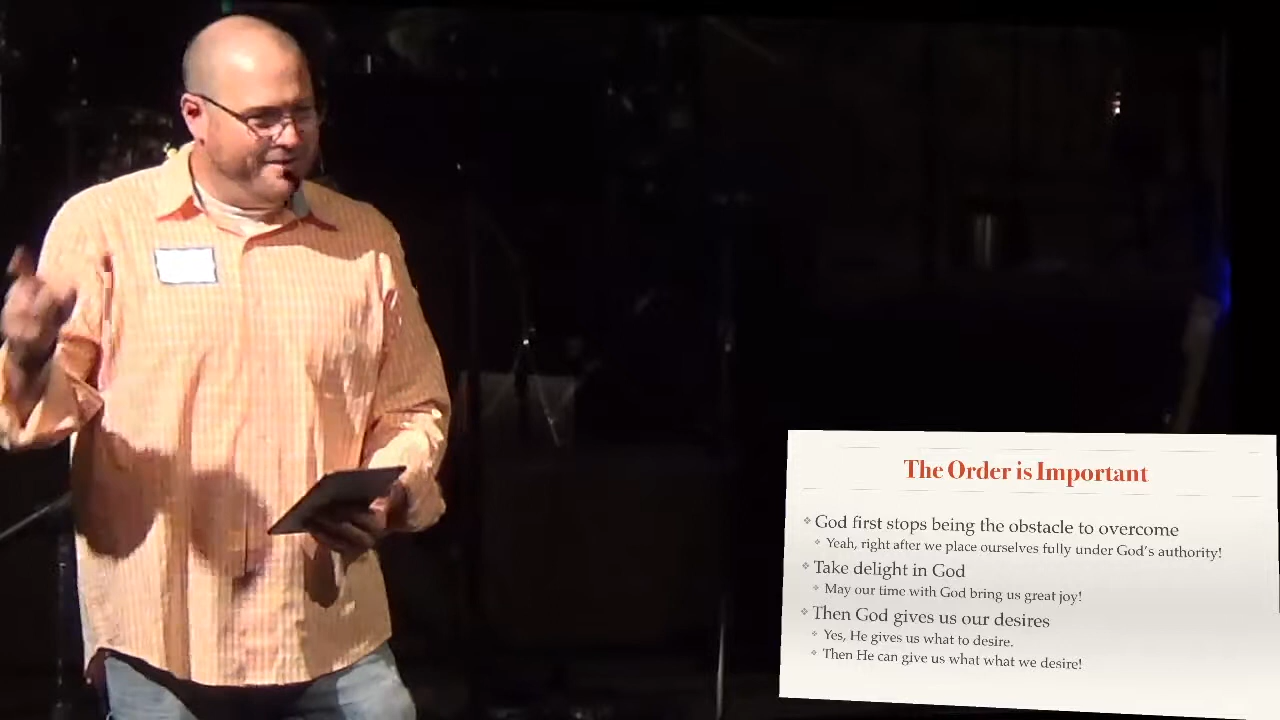 The Order is Important
God first stops being the obstacle to overcome
Yeah, right after we place ourselves fully under God's authority!
Take delight in God
May our time with God bring us great joy!
Then God gives us our desires
Yes, He gives us what to desire.
Then He can give us what what we desire!